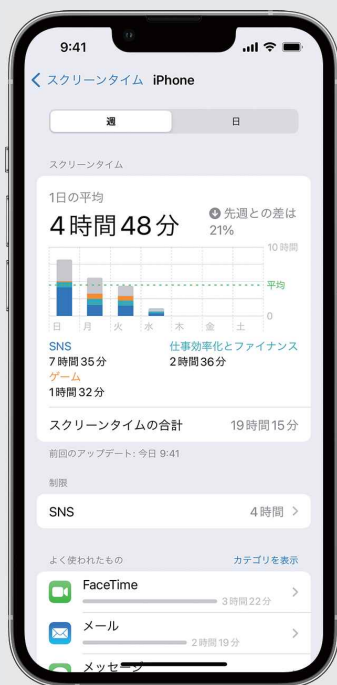 9:41
スクリーンタイム iPhone
週 日
スクリーンタイム
1日の平均
4時間48分
先週との差は
21%
10時間
平均
0
日 月 火 水 木 金 土
SNS 仕事効率化とファイナンス
7時間35分 2時間36分
ゲーム
1時間32分
スクリーンタイムの合計 19時間15分
前回のアップデート: 今日 9:41
制限
SNS 4時間
よく使われたもの カテゴリを表示
FaceTime
3時間22分
メール
2時間19分
メッセージ